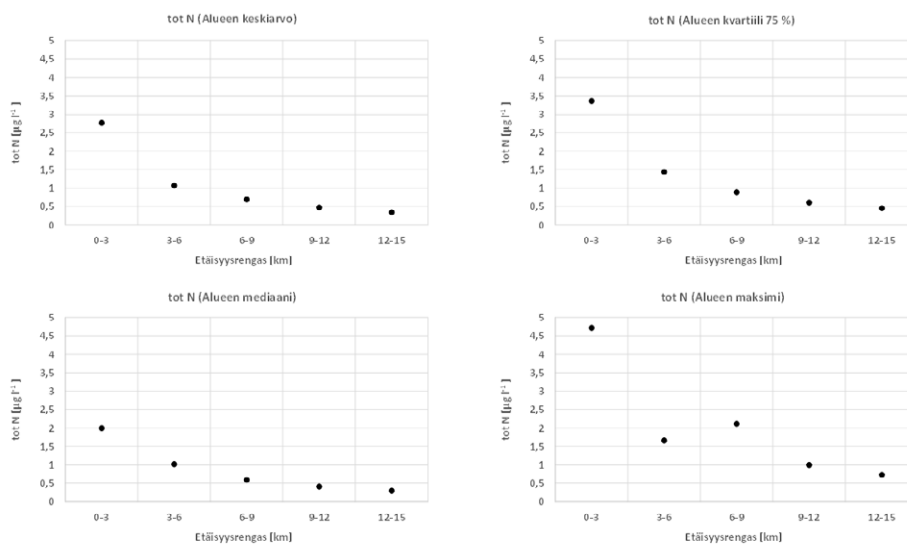 tot N (Alueen keskiarvo)
5
4,5
4
3,5
3
2,5
2
1,5
1
0,5
0
tot N [µg l⁻¹]
0-3 3-6 6-9 9-12 12-15
Etäisyysrengas [km]
tot N (Alueen kvartiili 75 %)
5
4,5
4
3,5
3
2,5
2
1,5
1
0,5
0
tot N [µg l⁻¹]
0-3 3-6 6-9 9-12 12-15
Etäisyysrengas [km]
tot N (Alueen mediaani)
5
4,5
4
3,5
3
2,5
2
1,5
1
0,5
0
tot N [µg l⁻¹]
0-3 3-6 6-9 9-12 12-15
Etäisyysrengas [km]
tot N (Alueen maksimi)
5
4,5
4
3,5
3
2,5
2
1,5
1
0,5
0
tot N [µg l⁻¹]
0-3 3-6 6-9 9-12 12-15
Etäisyysrengas [km]